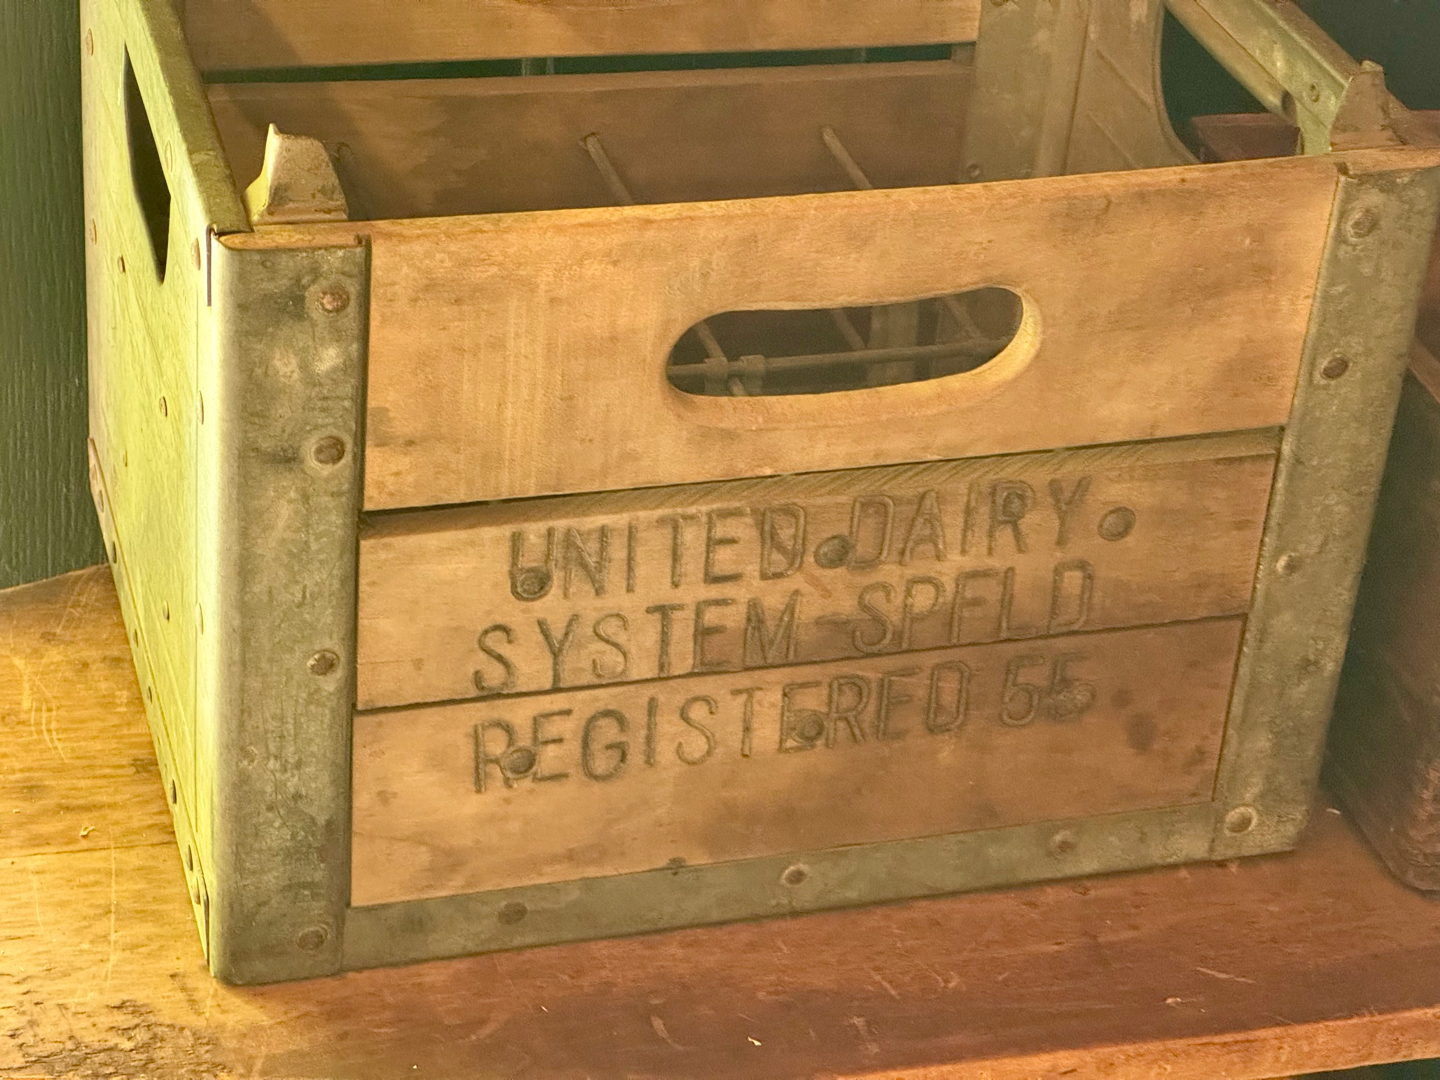 UNITED DAIRY
SYSTEM-SPFLD
REGISTERED 55